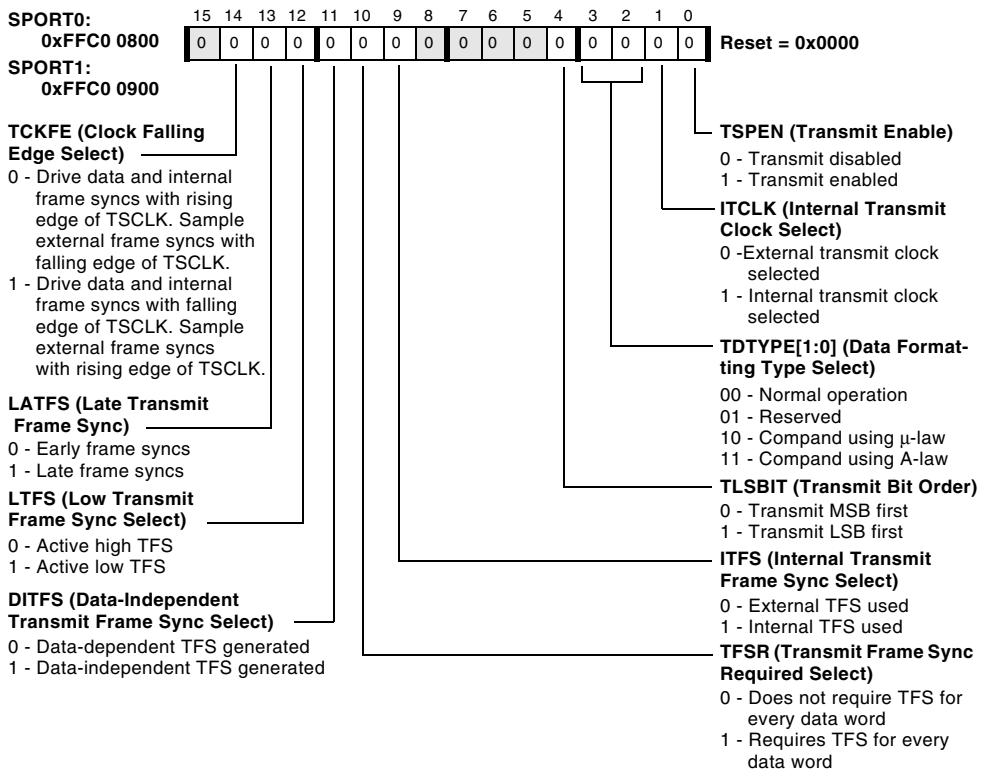 SPORT0:
0xFFC0 0800
SPORT1:
0xFFC0 0900
15 14 13 12 11 10 9 8 7 6 5 4 3 2 1 0
0 0 0 0 0 0 0 0 0 0 0 0 0 0 0 0
Reset = 0x0000
TCKFE (Clock Falling
Edge Select)
0 - Drive data and internal
frame syncs with rising
edge of TSCLK. Sample
external frame syncs with
falling edge of TSCLK.
1 - Drive data and internal
frame syncs with falling
edge of TSCLK. Sample
external frame syncs
with rising edge of TSCLK.
LATFS (Late Transmit
Frame Sync)
0 - Early frame syncs
1 - Late frame syncs
LTFS (Low Transmit
Frame Sync Select)
0 - Active high TFS
1 - Active low TFS
DITFS (Data-Independent
Transmit Frame Sync Select)
0 - Data-dependent TFS generated
1 - Data-independent TFS generated
TSPEN (Transmit Enable)
0 - Transmit disabled
1 - Transmit enabled
ITCLK (Internal Transmit
Clock Select)
0 -External transmit clock
selected
1 - Internal transmit clock
selected
TDTYPE[1:0] (Data Format-
ting Type Select)
00 - Normal operation
01 - Reserved
10 - Compand using μ-law
11 - Compand using A-law
TLSBIT (Transmit Bit Order)
0 - Transmit MSB first
1 - Transmit LSB first
ITFS (Internal Transmit
Frame Sync Select)
0 - External TFS used
1 - Internal TFS used
TFSR (Transmit Frame Sync
Required Select)
0 - Does not require TFS for
every data word
1 - Requires TFS for every
data word